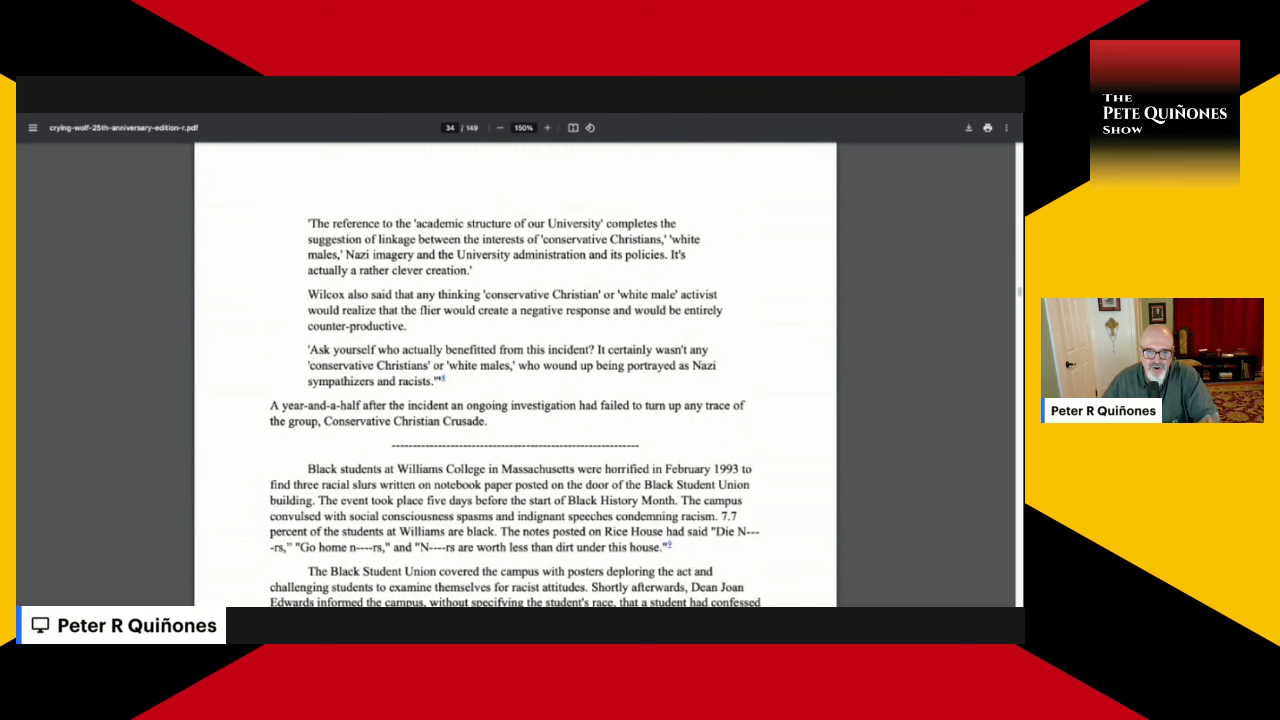 THE
PETE QUIÑONES
SHOW
crying-wolf-25th-anniversary-edition-r.pdf
34 / 149
150%
'The reference to the 'academic structure of our University' completes the
suggestion of linkage between the interests of 'conservative Christians,' 'white
males,' Nazi imagery and the University administration and its policies. It's
actually a rather clever creation.'
Wilcox also said that any thinking 'conservative Christian' or 'white male' activist
would realize that the flier would create a negative response and would be entirely
counter-productive.
'Ask yourself who actually benefitted from this incident? It certainly wasn't any
'conservative Christians' or 'white males,' who wound up being portrayed as Nazi
sympathizers and racists.'"8
A year-and-a-half after the incident an ongoing investigation had failed to turn up any trace of
the group, Conservative Christian Crusade.
------------------------------------------------------------
Black students at Williams College in Massachusetts were horrified in February 1993 to
find three racial slurs written on notebook paper posted on the door of the Black Student Union
building. The event took place five days before the start of Black History Month. The campus
convulsed with social consciousness spasms and indignant speeches condemning racism. 7.7
percent of the students at Williams are black. The notes posted on Rice House had said "Die N---
-rs," "Go home n----rs," and "N----rs are worth less than dirt under this house."9
The Black Student Union covered the campus with posters deploring the act and
challenging students to examine themselves for racist attitudes. Shortly afterwards, Dean Joan
Edwards informed the campus, without specifying the student's race, that a student had confessed
Peter R Quiñones
Peter R Quiñones